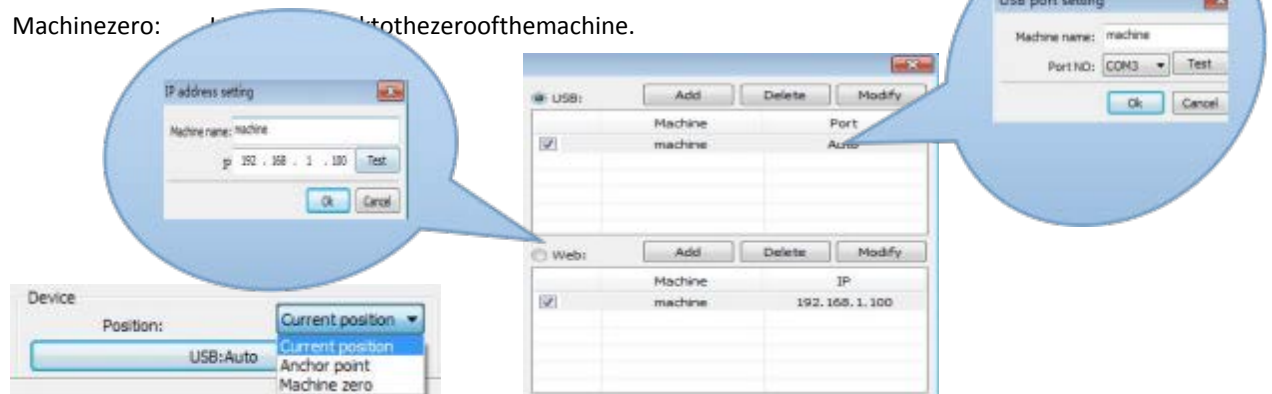 Machinezero: ktothezeroofthemachine.
USB port setting
Machine name: machine
Port NO: COM3 Test
Ok Cancel
IP address setting
Machine name: machine
IP 192 . 168 . 1 . 100 Test
Ok Cancel
USB: Add Delete Modify
Machine Port
machine Auto
Web: Add Delete Modify
Machine IP
machine 192.168.1.100
Device
Position: Current position
USB:Auto
Current position
Anchor point
Machine zero